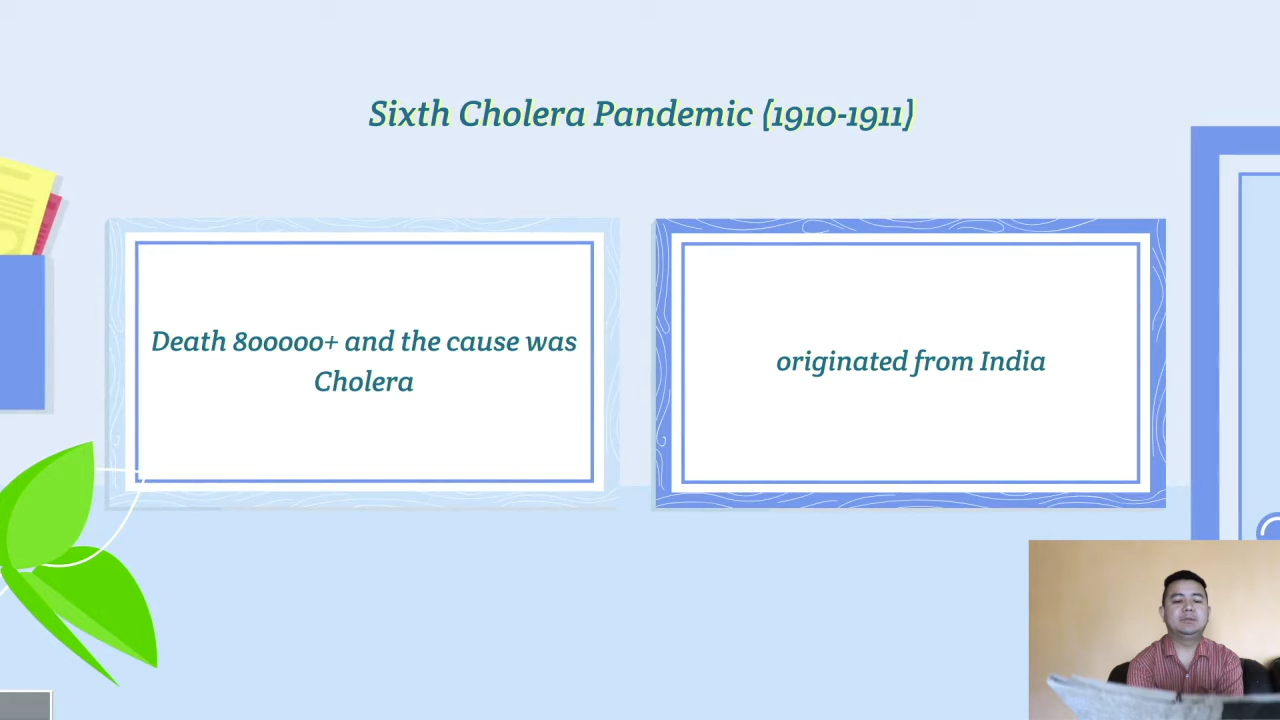 Sixth Cholera Pandemic (1910-1911)
Death 800000+ and the cause was
Cholera
originated from India